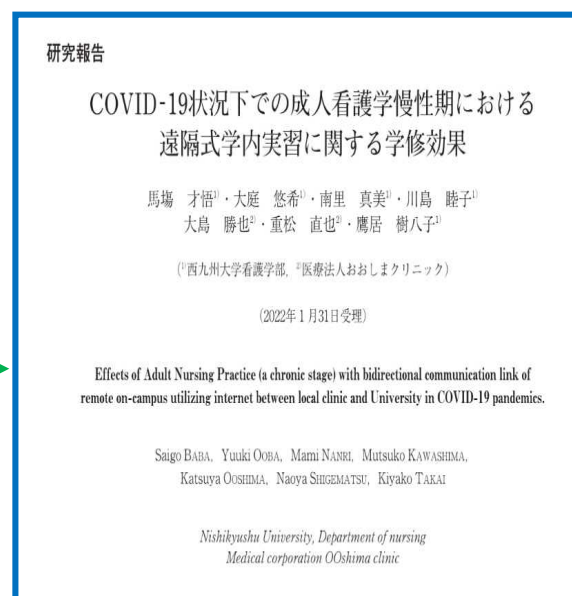 研究報告
COVID-19状況下での成人看護学慢性期における
遠隔式学内実習に関する学修効果
馬塲　才悟¹⁾・大庭　悠希¹⁾・南里　真美¹⁾・川島　睦子¹⁾
大島　勝也²⁾・重松　直也²⁾・鷹居　樹八子¹⁾
(¹⁾西九州大学看護学部, ²⁾医療法人おおしまクリニック)
(2022年1月31日受理)
Effects of Adult Nursing Practice (a chronic stage) with bidirectional communication link of
remote on-campus utilizing internet between local clinic and University in COVID-19 pandemics.
Saigo BABA, Yuuki OOBA, Mami NANRI, Mutsuko KAWASHIMA,
Katsuya OOSHIMA, Naoya SHIGEMATSU, Kiyako TAKAI
Nishikyushu University, Department of nursing
Medical corporation OOshima clinic